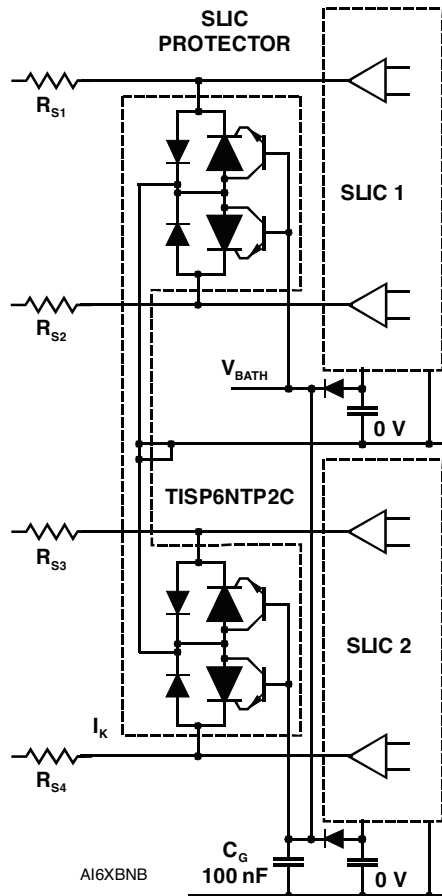 SLIC
PROTECTOR
RS1
SLIC 1
RS2
VBATH
0 V
TISP6NTP2C
RS3
SLIC 2
IK
RS4
CG
100 nF
0 V
AI6XBNB